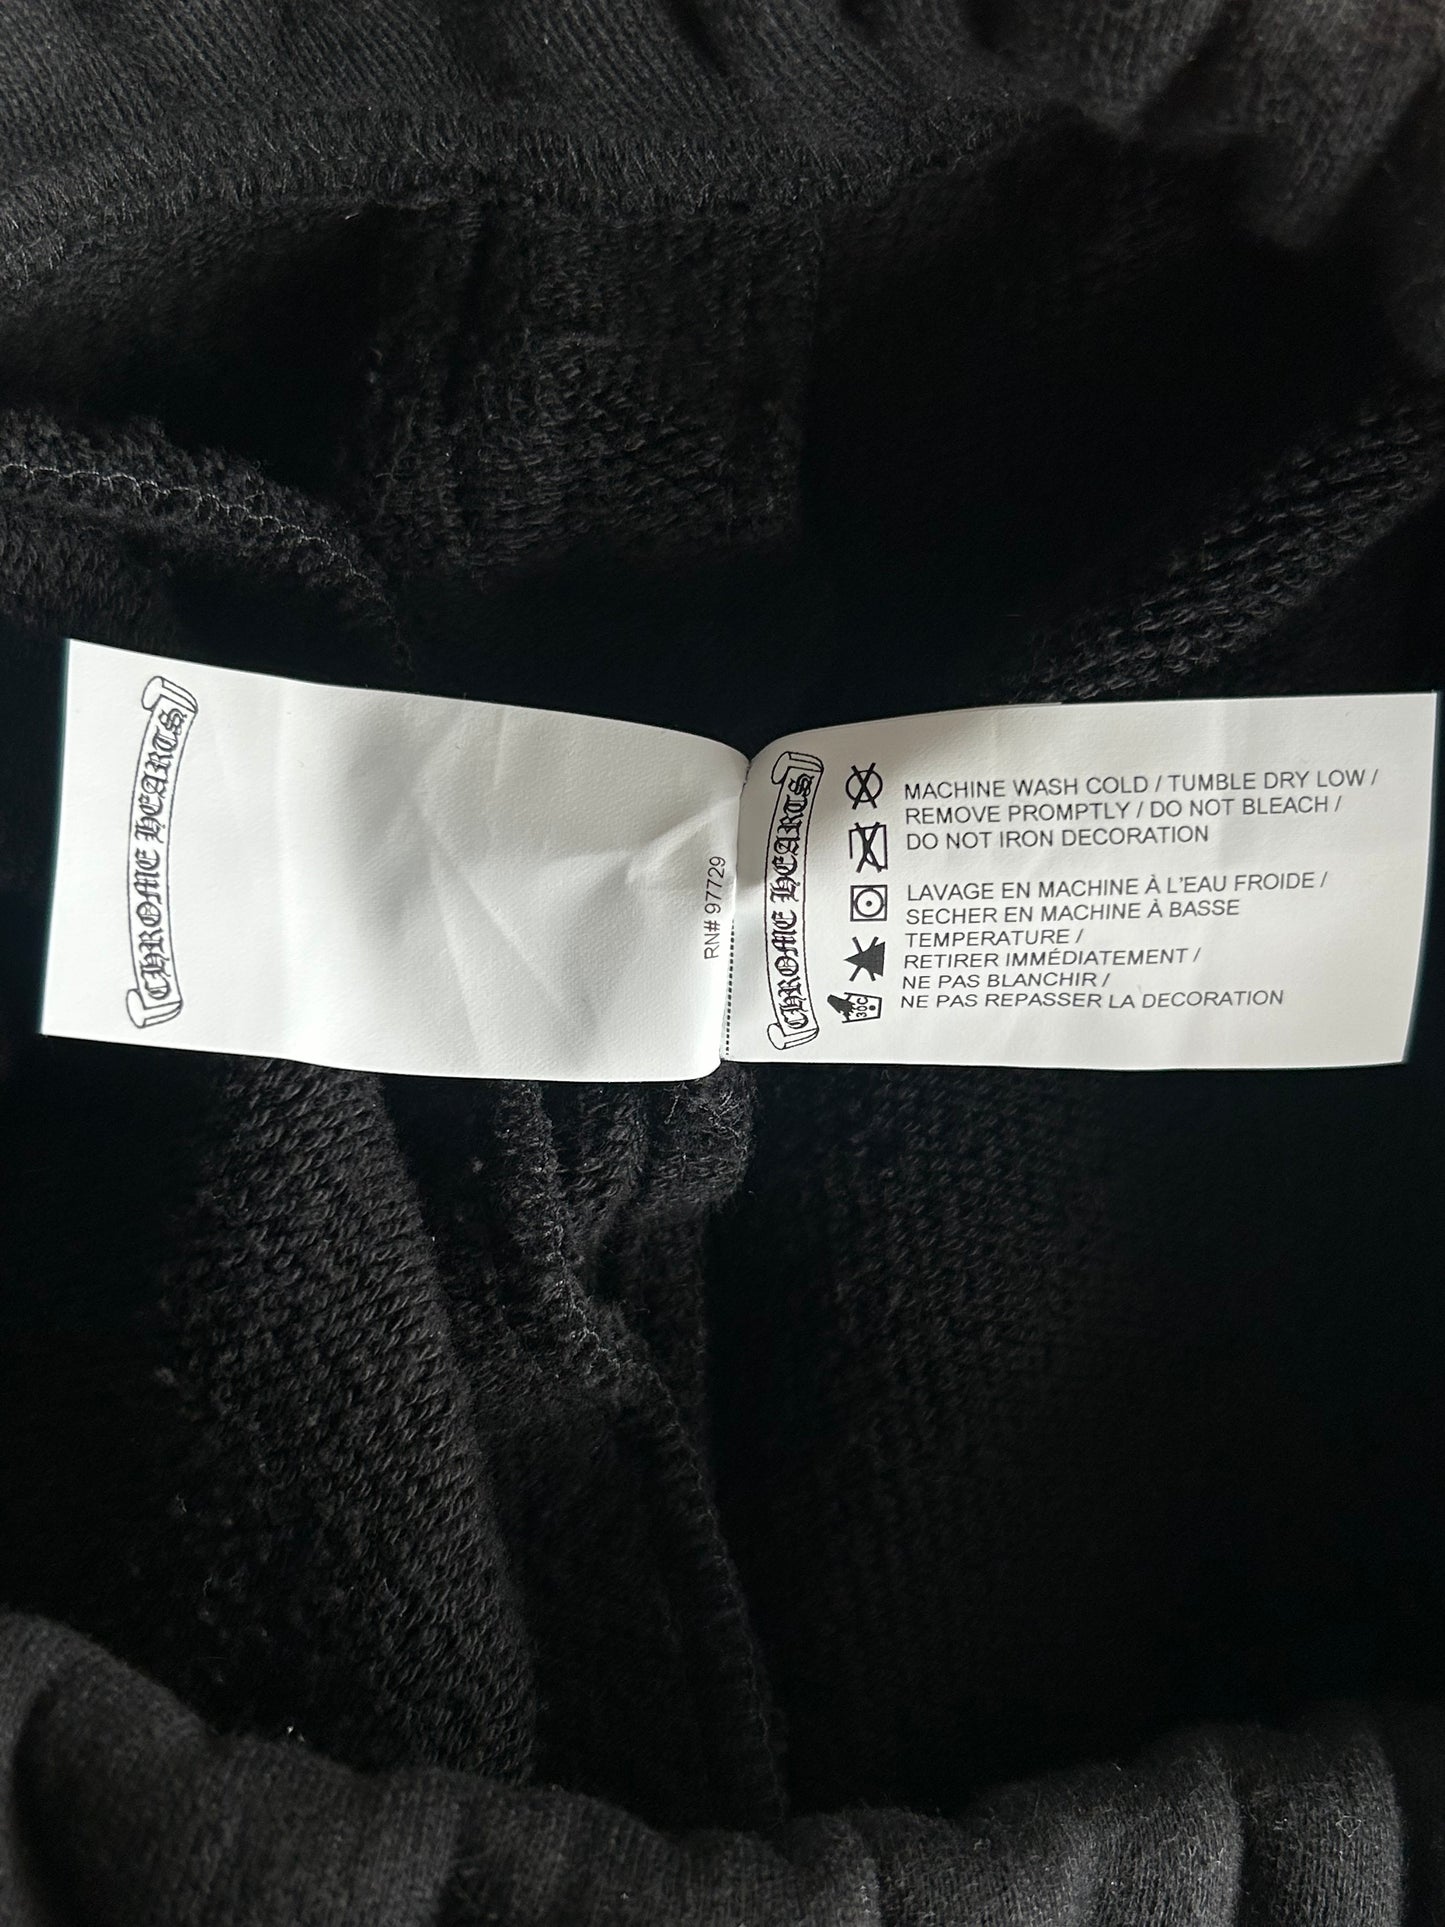 CHROME HEARTS
RN# 97729
CHROME HEARTS
MACHINE WASH COLD / TUMBLE DRY LOW /
REMOVE PROMPTLY / DO NOT BLEACH /
DO NOT IRON DECORATION
LAVAGE EN MACHINE À L'EAU FROIDE /
SECHER EN MACHINE À BASSE
TEMPERATURE /
RETIRER IMMÉDIATEMENT /
NE PAS BLANCHIR /
NE PAS REPASSER LA DECORATION
30C